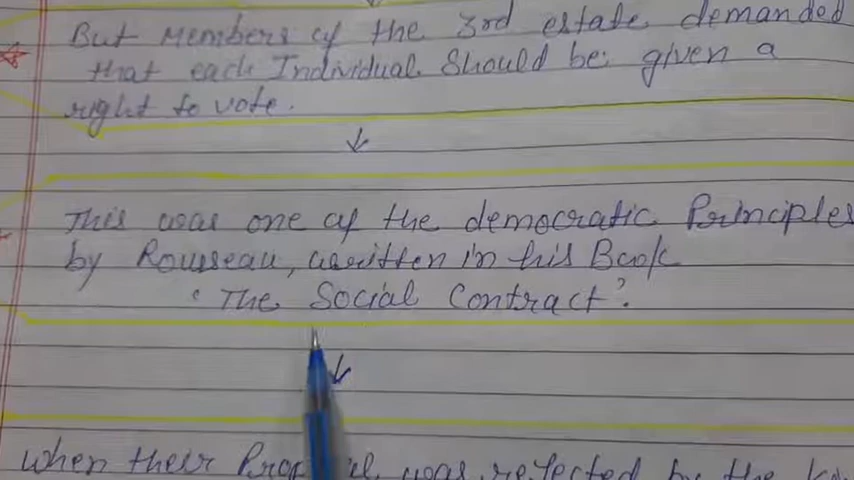 But Members of the 3rd estate demanded
that each Individual Should be given a
right to vote.
↓
This was one of the democratic Principles
by Rousseau, written in his Book
'The Social Contract'.
↓
when their was rejected by the